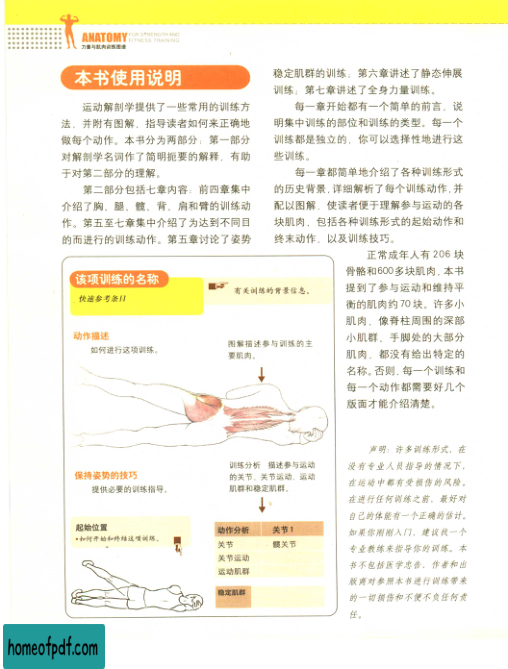 ANATOMY FOR STRENGTH AND
FITNESS TRAINING
力量与肌肉训练图谱
本书使用说明
运动解剖学提供了一些常用的训练方
法，并附有图解，指导读者如何来正确地
做每个动作。本书分为两部分：第一部分
对解剖学名词作了简明扼要的解释，有助
于对第二部分的理解。
第二部分包括七章内容：前四章集中
介绍了胸、腿、髋、背、肩和臂的训练动
作。第五至七章集中介绍了为达到不同目
的而进行的训练动作。第五章讨论了姿势
稳定肌群的训练；第六章讲述了静态伸展
训练；第七章讲述了全身力量训练。
每一章开始都有一个简单的前言，说
明集中训练的部位和训练的类型。每一个
训练都是独立的，你可以选择性地进行这
些训练。
每一章都简单地介绍了各种训练形式
的历史背景，详细解析了每个训练动作，并
配以图解，使读者便于理解参与运动的各
块肌肉，包括各种训练形式的起始动作和
终末动作，以及训练技巧。
正常成年人有 206 块
骨骼和600多块肌肉，本书
提到了参与运动和维持平
衡的肌肉约 70 块。许多小
肌肉，像脊柱周围的深部
小肌群、手脚处的大部分
肌肉，都没有给出特定的
名称。否则，每一个训练和
每一个动作都需要好几个
版面才能介绍清楚。
声明：许多训练形式，在
没有专业人员指导的情况下，
在运动中都有受损伤的风险。
在进行任何训练之前，最好对
自己的体能有一个正确的估计。
如果你刚刚入门，建议找一个
专业教练来指导你的训练。本
书不包括医学忠告，作者和出
版商对参照本书进行训练带来
的一切损伤和不便不负任何责
任。
该项训练的名称
快速参考条目
有关训练的背景信息。
动作描述
如何进行这项训练。
图解描述参与训练的主
要肌肉。
保持姿势的技巧
提供必要的训练指导。
训练分析 描述参与运动
的关节、关节运动、运动
肌群和稳定肌群。
起始位置
•如何开始和终结这项训练。
动作分析 关节 1
关节 髋关节
关节运动
运动肌群
稳定肌群
homeofpdf.com